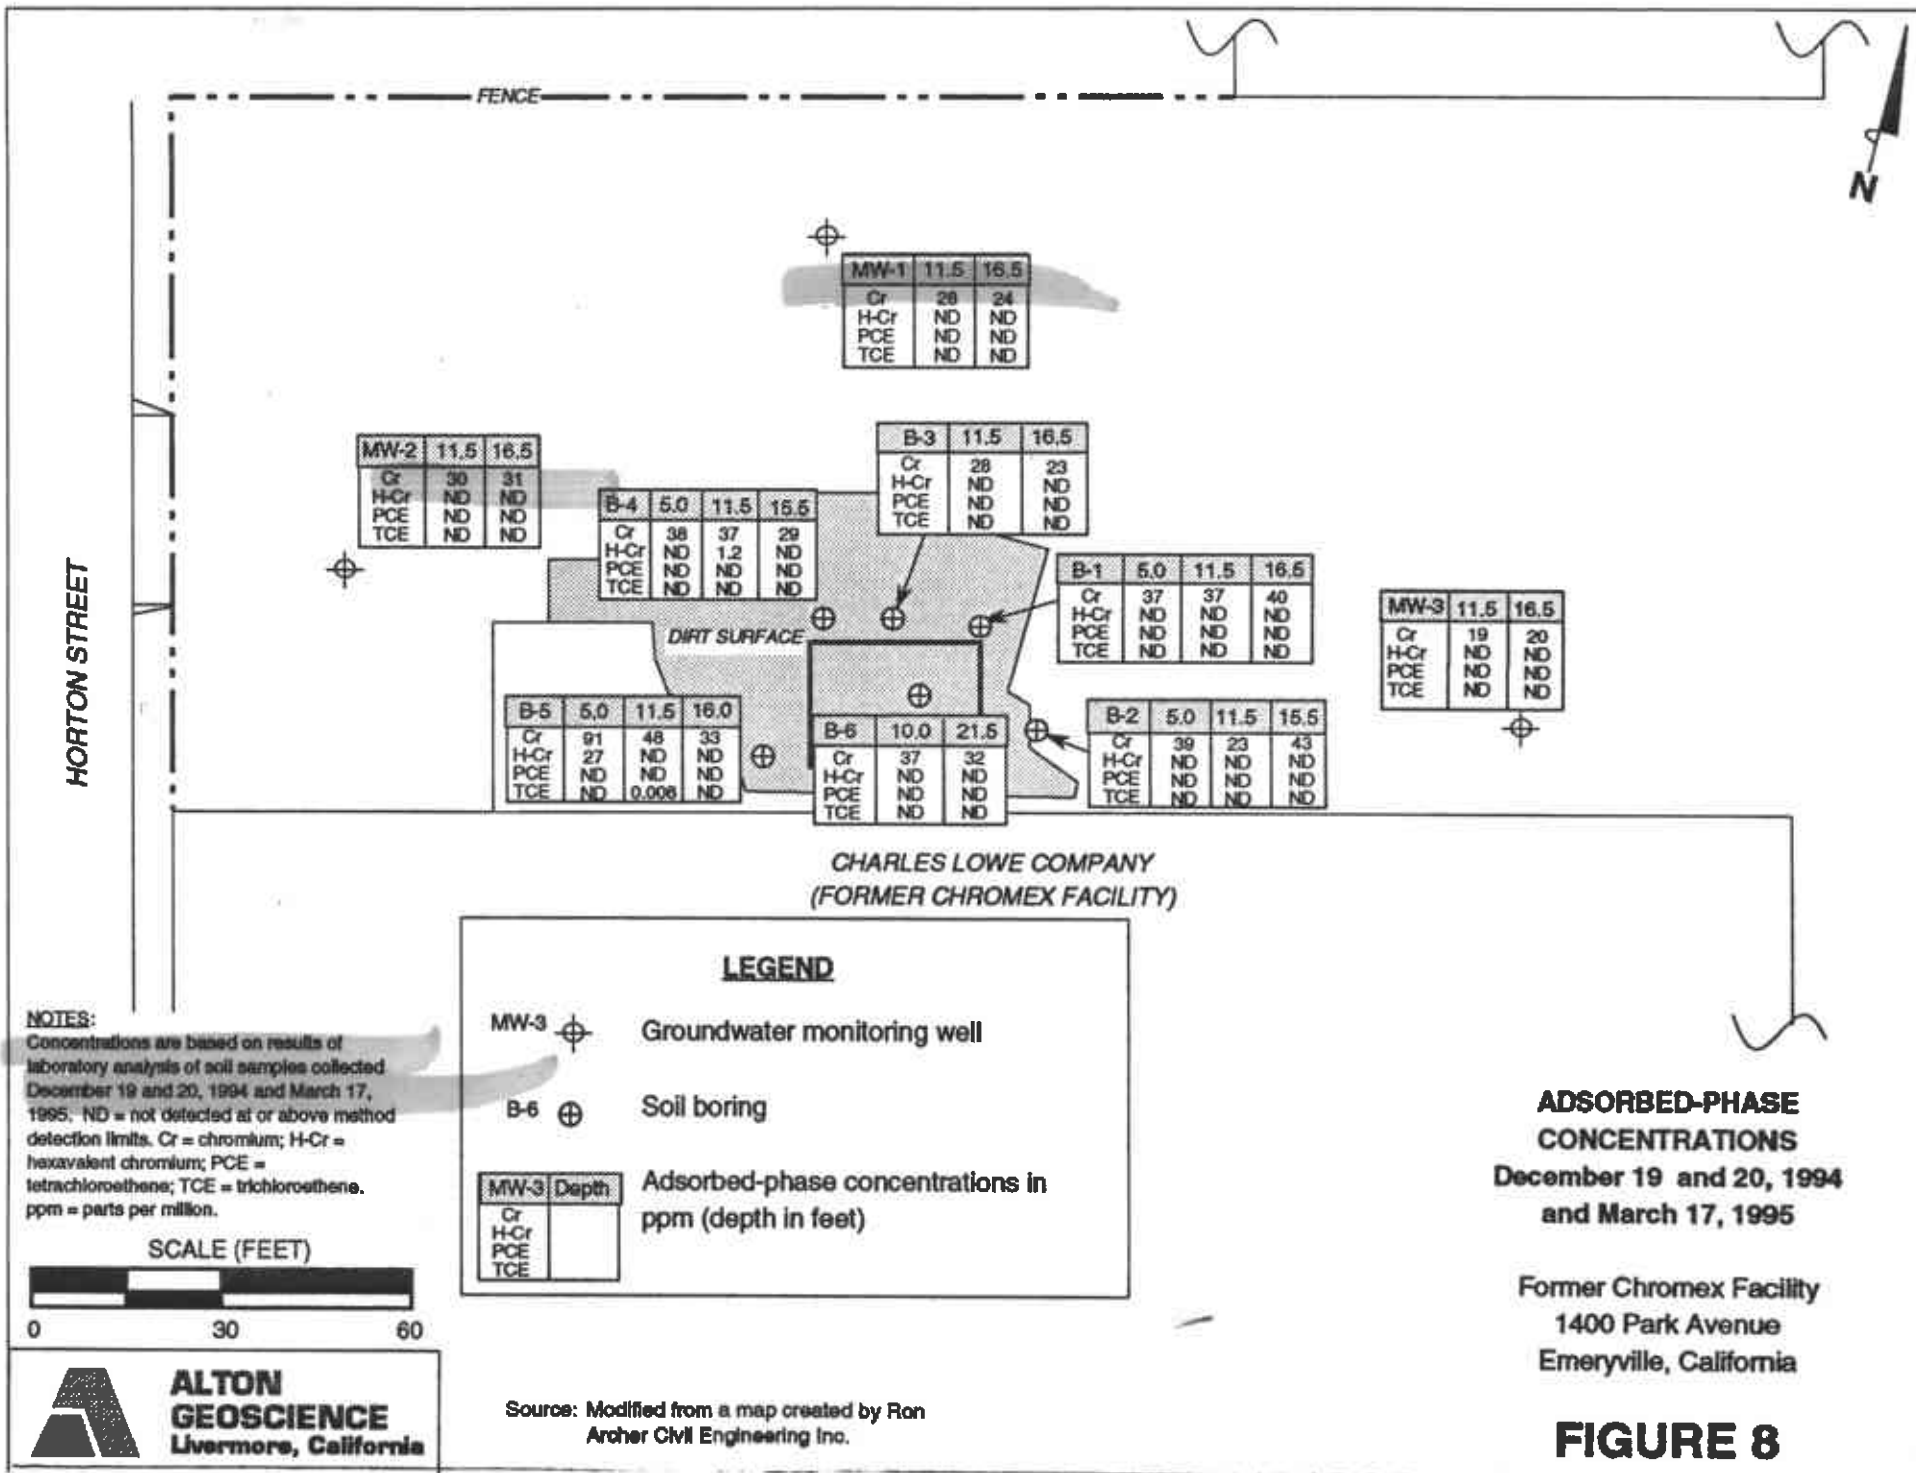 FENCE
N
MW-1 11.5 16.5
Cr 26 24
H-Cr ND ND
PCE ND ND
TCE ND ND
MW-2 11.5 16.5
Cr 30 31
H-Cr ND ND
PCE ND ND
TCE ND ND
B-3 11.5 16.5
Cr 28 23
H-Cr ND ND
PCE ND ND
TCE ND ND
B-4 5.0 11.5 15.5
Cr 38 37 29
H-Cr ND 1.2 ND
PCE ND ND ND
TCE ND ND ND
B-1 5.0 11.5 16.5
Cr 37 37 40
H-Cr ND ND ND
PCE ND ND ND
TCE ND ND ND
MW-3 11.5 16.5
Cr 19 20
H-Cr ND ND
PCE ND ND
TCE ND ND
DIRT SURFACE
HORTON STREET
B-5 5.0 11.5 16.0
Cr 91 48 33
H-Cr 27 ND ND
PCE ND ND ND
TCE ND 0.006 ND
B-6 10.0 21.5
Cr 37 32
H-Cr ND ND
PCE ND ND
TCE ND ND
B-2 5.0 11.5 15.5
Cr 39 23 43
H-Cr ND ND ND
PCE ND ND ND
TCE ND ND ND
CHARLES LOWE COMPANY
(FORMER CHROMEX FACILITY)
LEGEND
MW-3 Groundwater monitoring well
B-6 Soil boring
MW-3 Depth
Cr
H-Cr
PCE
TCE
Adsorbed-phase concentrations in
ppm (depth in feet)
NOTES:
Concentrations are based on results of
laboratory analysis of soil samples collected
December 19 and 20, 1994 and March 17,
1995. ND = not detected at or above method
detection limits. Cr = chromium; H-Cr =
hexavalent chromium; PCE =
tetrachloroethene; TCE = trichloroethene.
ppm = parts per million.
SCALE (FEET)
0 30 60
ALTON
GEOSCIENCE
Livermore, California
Source: Modified from a map created by Ron
Archer Civil Engineering Inc.
ADSORBED-PHASE
CONCENTRATIONS
December 19 and 20, 1994
and March 17, 1995
Former Chromex Facility
1400 Park Avenue
Emeryville, California
FIGURE 8